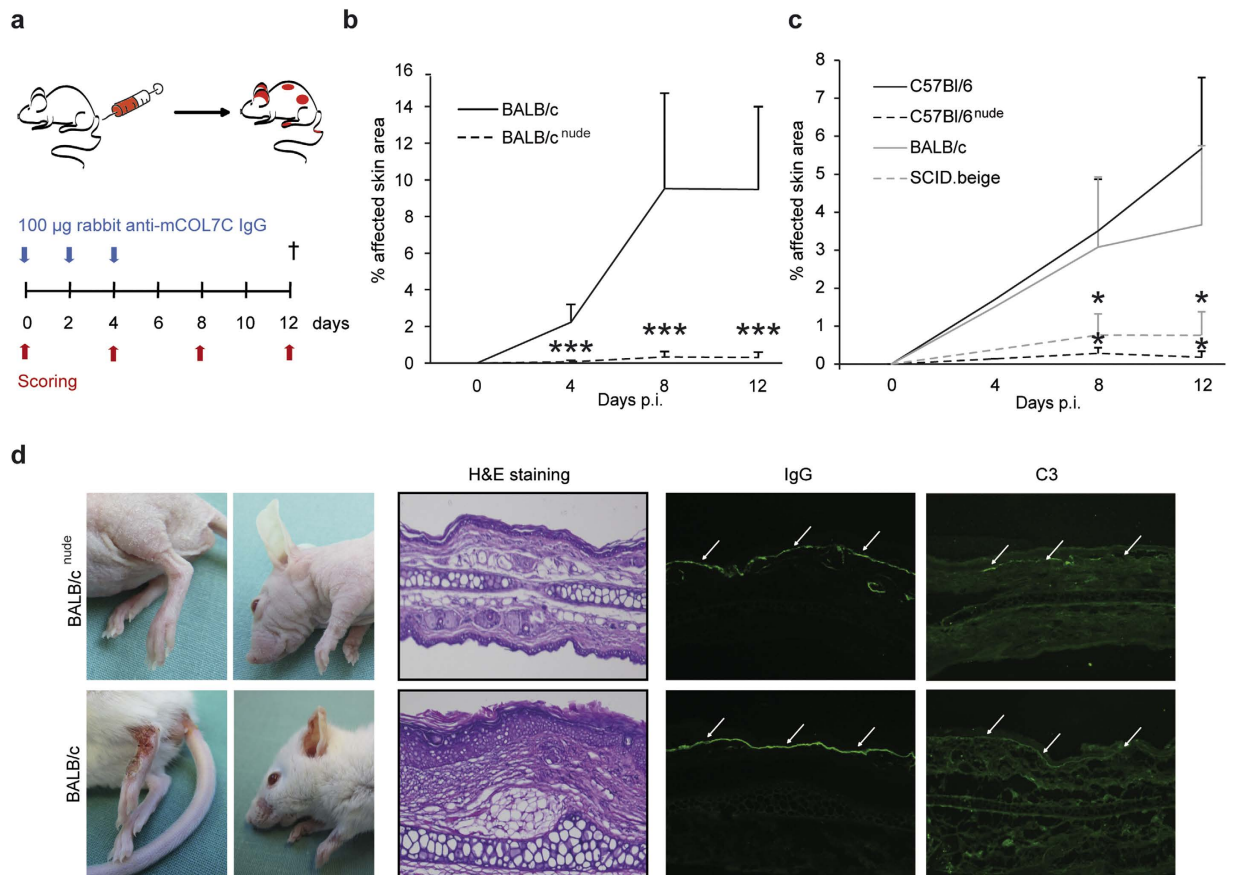 a
100 µg rabbit anti-mCOL7C IgG
†
0 2 4 6 8 10 12 days
Scoring
b
% affected skin area
16
14
12
10
8
6
4
2
0
BALB/c
BALB/c nude
*** *** ***
0 4 8 12
Days p.i.
c
% affected skin area
8
7
6
5
4
3
2
1
0
C57Bl/6
C57Bl/6 nude
BALB/c
SCID.beige
* *
* *
0 4 8 12
Days p.i.
d
H&E staining IgG C3
BALB/c nude
BALB/c